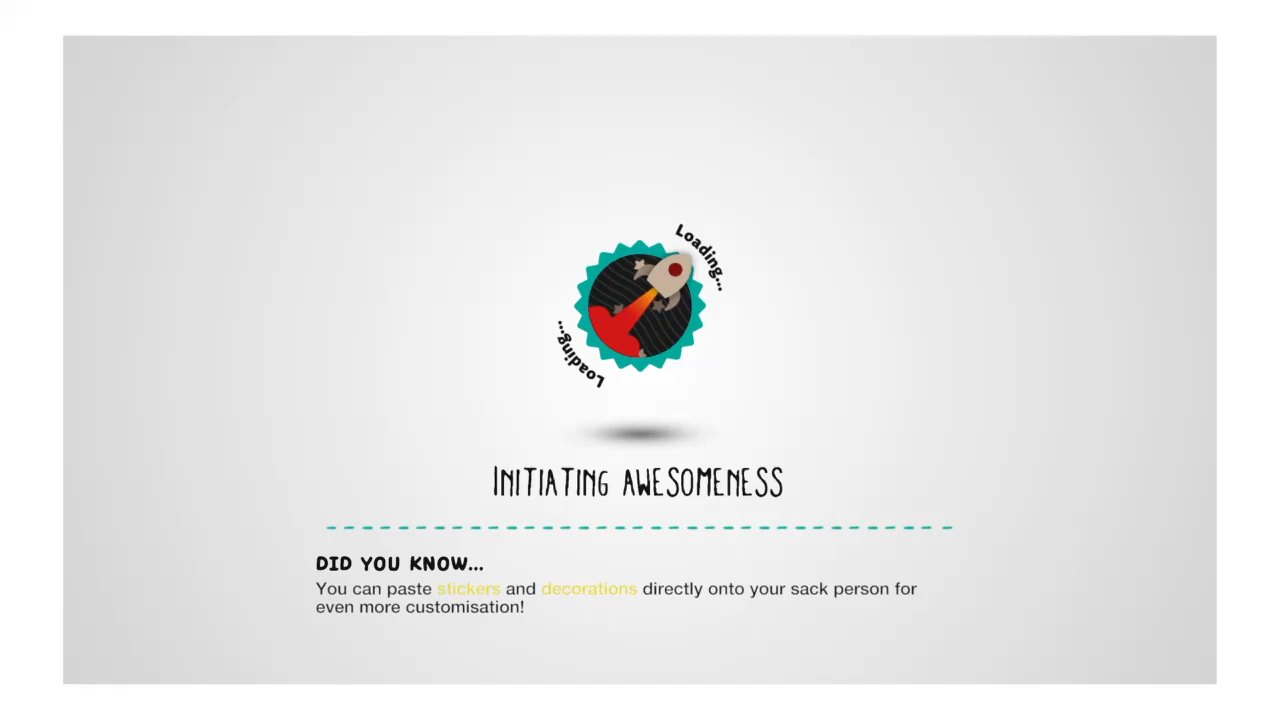 Loading...
Loading...
INITIATING AWESOMENESS
DID YOU KNOW...
You can paste stickers and decorations directly onto your sack person for
even more customisation!